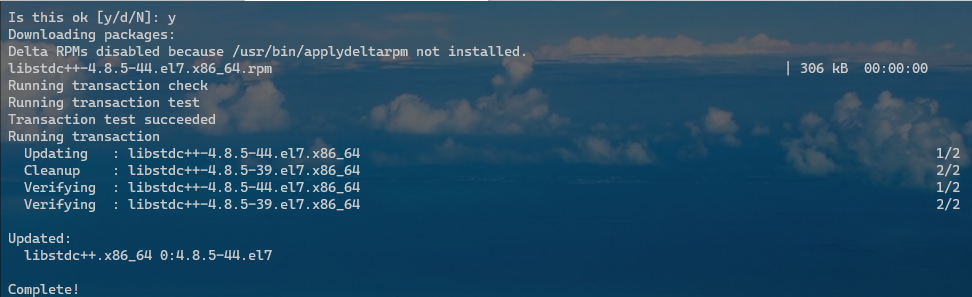 Is this ok [y/d/N]: y
Downloading packages:
Delta RPMs disabled because /usr/bin/applydeltarpm not installed.
libstdc++-4.8.5-44.el7.x86_64.rpm | 306 kB 00:00:00
Running transaction check
Running transaction test
Transaction test succeeded
Running transaction
Updating : libstdc++-4.8.5-44.el7.x86_64 1/2
Cleanup : libstdc++-4.8.5-39.el7.x86_64 2/2
Verifying : libstdc++-4.8.5-44.el7.x86_64 1/2
Verifying : libstdc++-4.8.5-39.el7.x86_64 2/2
Updated:
libstdc++.x86_64 0:4.8.5-44.el7
Complete!